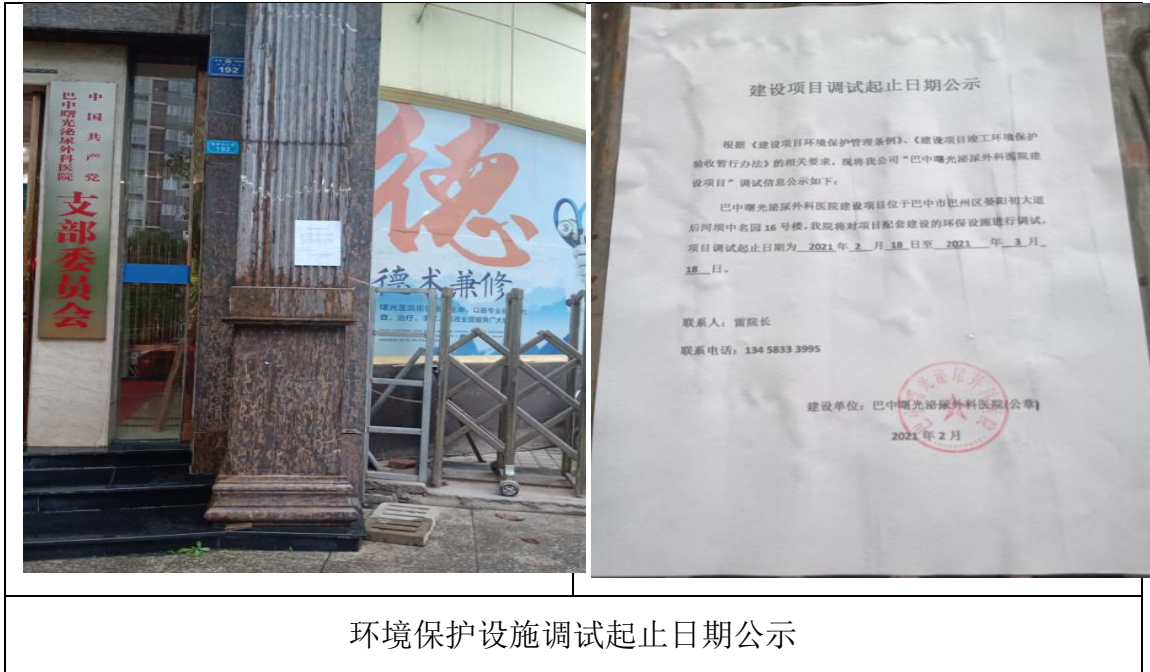 192
192
中国共产党
巴中曙光泌尿外科医院
支部委员会
德
德术兼修
建设项目调试起止日期公示
根据《建设项目环境保护管理条例》、《建设项目竣工环境保护
验收暂行办法》的相关要求，现将我公司“巴中曙光泌尿外科医院建
设项目”调试信息公示如下：
巴中曙光泌尿外科医院建设项目位于巴中市巴州区晏阳初大道
后河坝中名园 16 号楼，我院将对项目配套建设的环保设施进行调试，
项目调试起止日期为 2021 年 2 月 18 日至 2021 年 3 月
18 日。
联系人：雷院长
联系电话：134 5833 3995
建设单位：巴中曙光泌尿外科医院(公章)
2021 年 2 月
环境保护设施调试起止日期公示